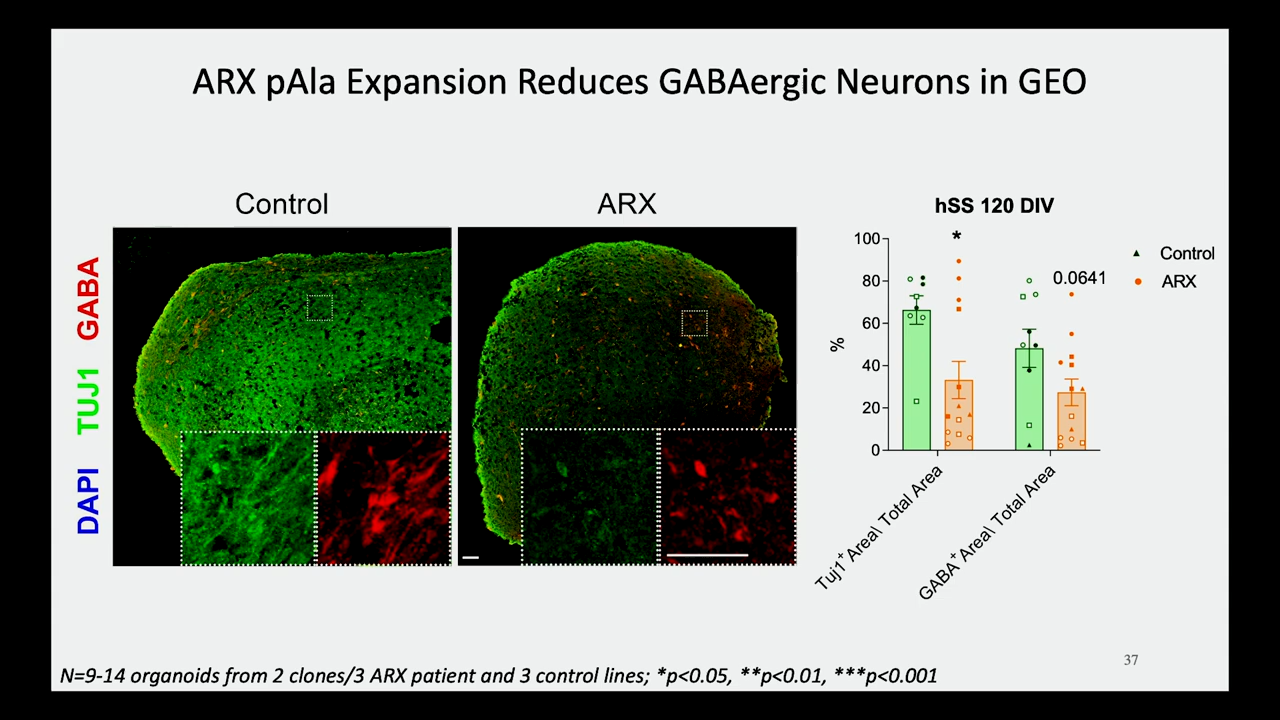 ARX pAla Expansion Reduces GABAergic Neurons in GEO
Control
ARX
DAPI TUJ1 GABA
hSS 120 DIV
%
100
80
60
40
20
0
*
0.0641
Control
ARX
Tuj1+Area\ Total Area
GABA+Area\ Total Area
N=9-14 organoids from 2 clones/3 ARX patient and 3 control lines; *p<0.05, **p<0.01, ***p<0.001
37